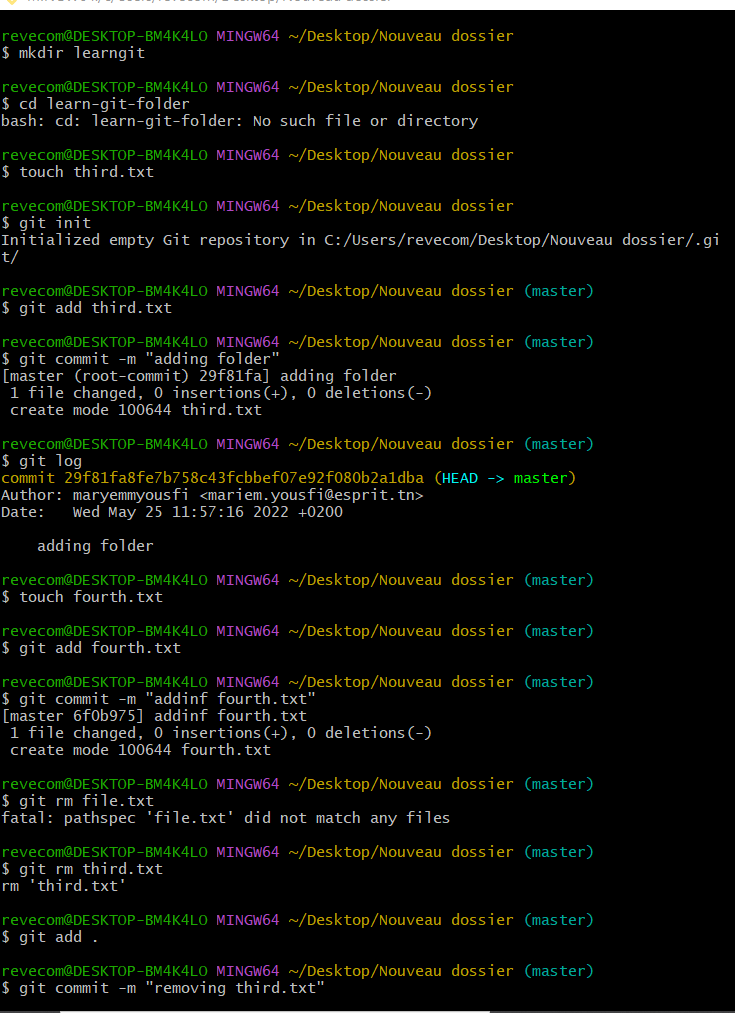 revecom@DESKTOP-BM4K4LO MINGW64 ~/Desktop/Nouveau dossier
$ mkdir learngit
revecom@DESKTOP-BM4K4LO MINGW64 ~/Desktop/Nouveau dossier
$ cd learn-git-folder
bash: cd: learn-git-folder: No such file or directory
revecom@DESKTOP-BM4K4LO MINGW64 ~/Desktop/Nouveau dossier
$ touch third.txt
revecom@DESKTOP-BM4K4LO MINGW64 ~/Desktop/Nouveau dossier
$ git init
Initialized empty Git repository in C:/Users/revecom/Desktop/Nouveau dossier/.gi
t/
revecom@DESKTOP-BM4K4LO MINGW64 ~/Desktop/Nouveau dossier (master)
$ git add third.txt
revecom@DESKTOP-BM4K4LO MINGW64 ~/Desktop/Nouveau dossier (master)
$ git commit -m "adding folder"
[master (root-commit) 29f81fa] adding folder
 1 file changed, 0 insertions(+), 0 deletions(-)
 create mode 100644 third.txt
revecom@DESKTOP-BM4K4LO MINGW64 ~/Desktop/Nouveau dossier (master)
$ git log
commit 29f81fa8fe7b758c43fcbbef07e92f080b2a1dba (HEAD -> master)
Author: maryemmyousfi <mariem.yousfi@esprit.tn>
Date:   Wed May 25 11:57:16 2022 +0200
    adding folder
revecom@DESKTOP-BM4K4LO MINGW64 ~/Desktop/Nouveau dossier (master)
$ touch fourth.txt
revecom@DESKTOP-BM4K4LO MINGW64 ~/Desktop/Nouveau dossier (master)
$ git add fourth.txt
revecom@DESKTOP-BM4K4LO MINGW64 ~/Desktop/Nouveau dossier (master)
$ git commit -m "addinf fourth.txt"
[master 6f0b975] addinf fourth.txt
 1 file changed, 0 insertions(+), 0 deletions(-)
 create mode 100644 fourth.txt
revecom@DESKTOP-BM4K4LO MINGW64 ~/Desktop/Nouveau dossier (master)
$ git rm file.txt
fatal: pathspec 'file.txt' did not match any files
revecom@DESKTOP-BM4K4LO MINGW64 ~/Desktop/Nouveau dossier (master)
$ git rm third.txt
rm 'third.txt'
revecom@DESKTOP-BM4K4LO MINGW64 ~/Desktop/Nouveau dossier (master)
$ git add .
revecom@DESKTOP-BM4K4LO MINGW64 ~/Desktop/Nouveau dossier (master)
$ git commit -m "removing third.txt"